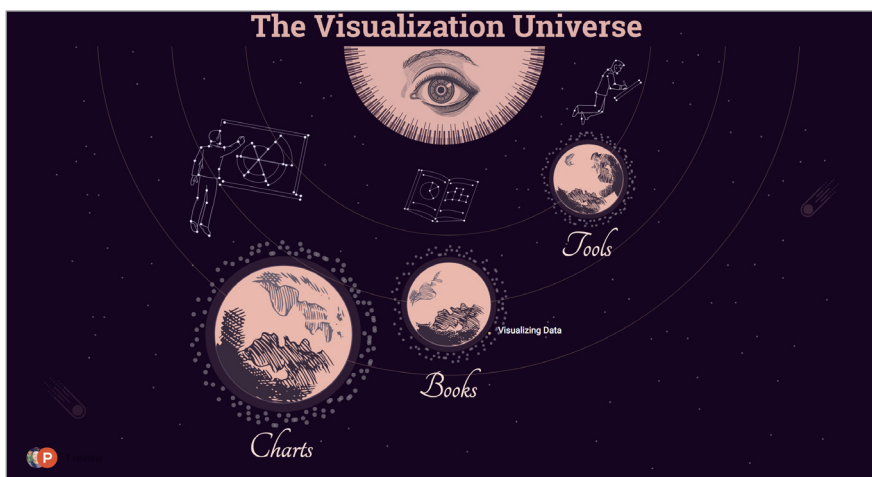 The Visualization Universe
Tools
Visualizing Data
Books
Charts
P